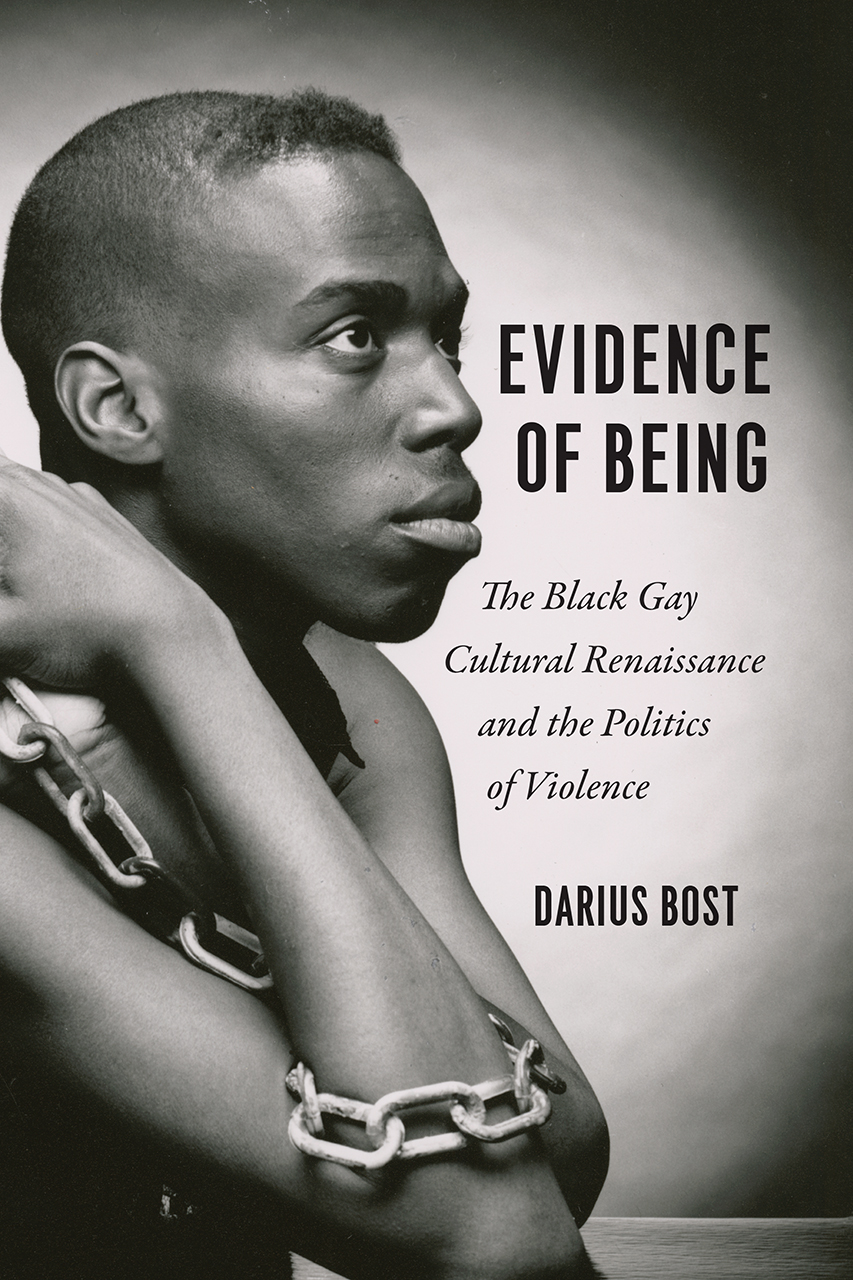 EVIDENCE
OF BEING
The Black Gay
Cultural Renaissance
and the Politics
of Violence
DARIUS BOST